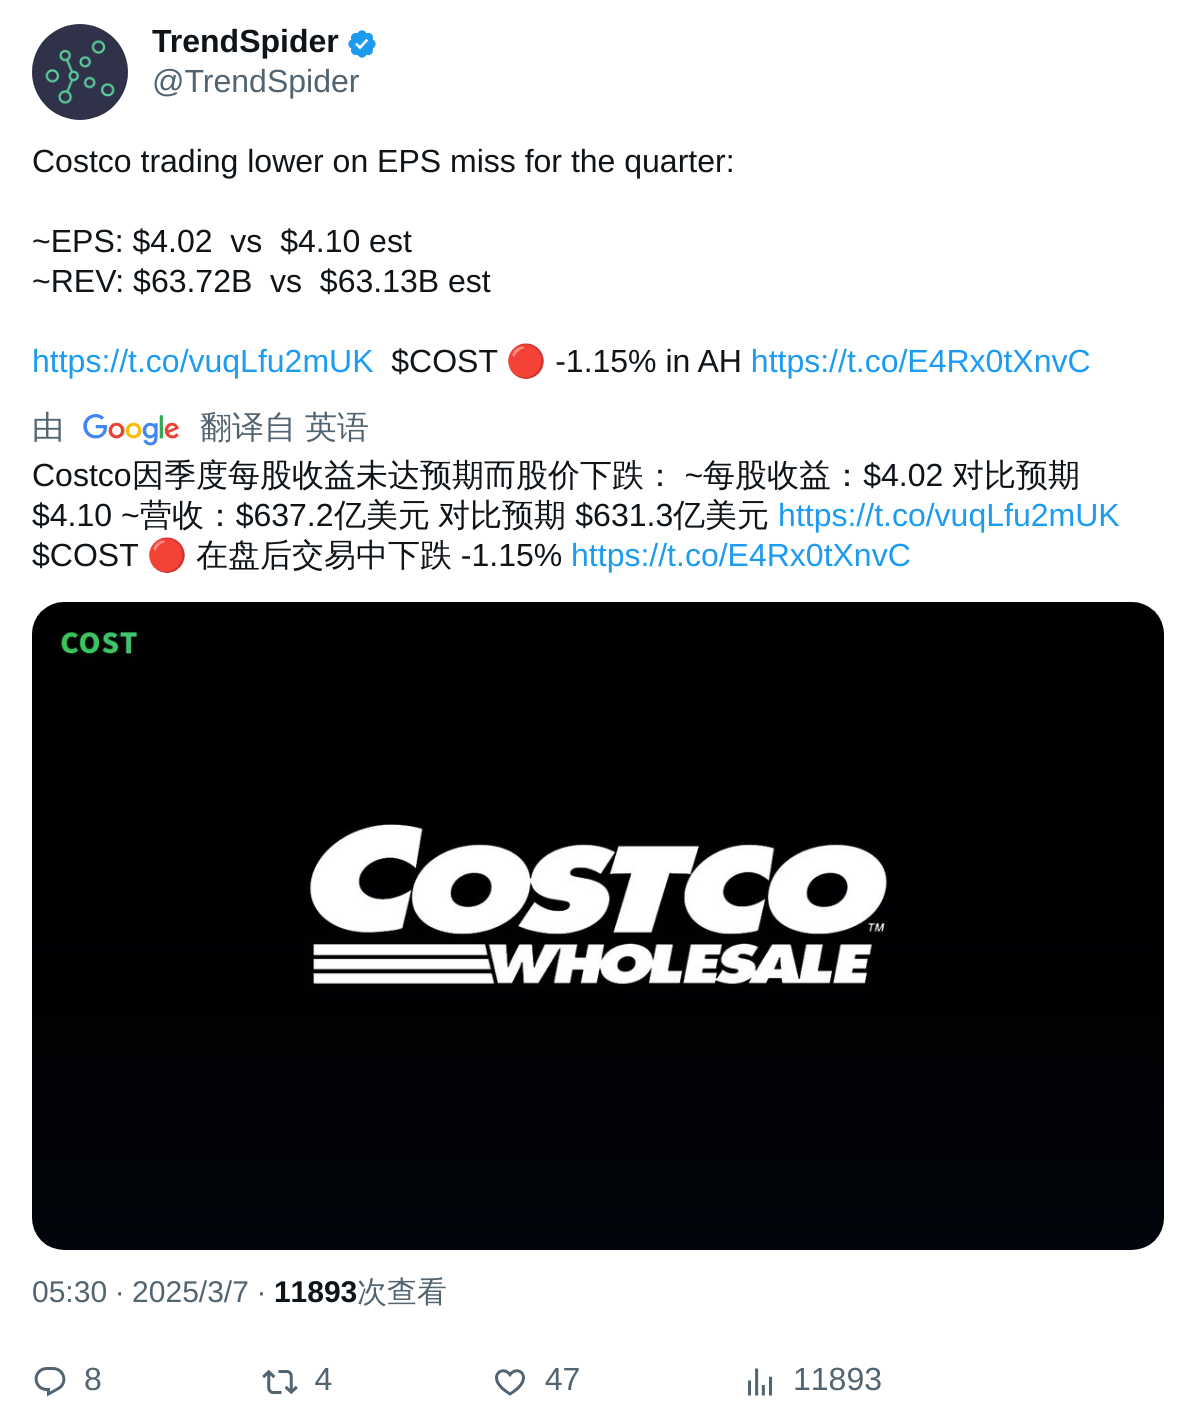 TrendSpider
@TrendSpider
Costco trading lower on EPS miss for the quarter:
~EPS: $4.02  vs  $4.10 est
~REV: $63.72B  vs  $63.13B est
https://t.co/vuqLfu2mUK  $COST 🔴 -1.15% in AH https://t.co/E4Rx0tXnvC
由 Google 翻译自 英语
Costco因季度每股收益未达预期而股价下跌： ~每股收益：$4.02 对比预期
$4.10 ~营收：$637.2亿美元 对比预期 $631.3亿美元 https://t.co/vuqLfu2mUK
$COST 🔴 在盘后交易中下跌 -1.15% https://t.co/E4Rx0tXnvC
COST
COSTCO
TM
WHOLESALE
05:30 · 2025/3/7 · 11893次查看
8 4 47 11893